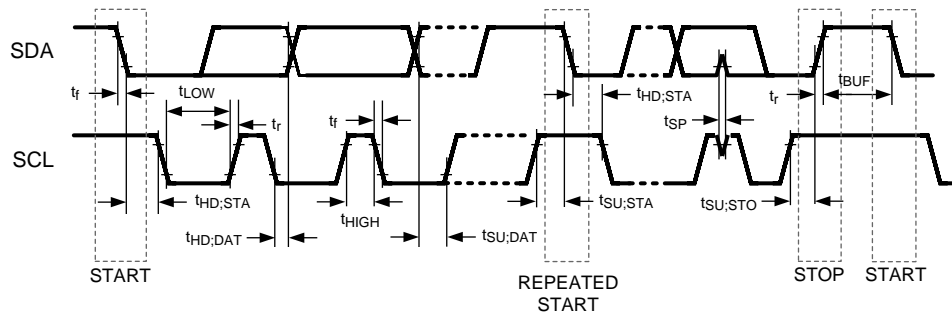 SDA
tf
tLOW
tr
tf
tHD;STA
tSP
tr
tBUF
SCL
tHD;STA
tHD;DAT
tHIGH
tSU;DAT
tSU;STA
tSU;STO
START
REPEATED
START
STOP
START